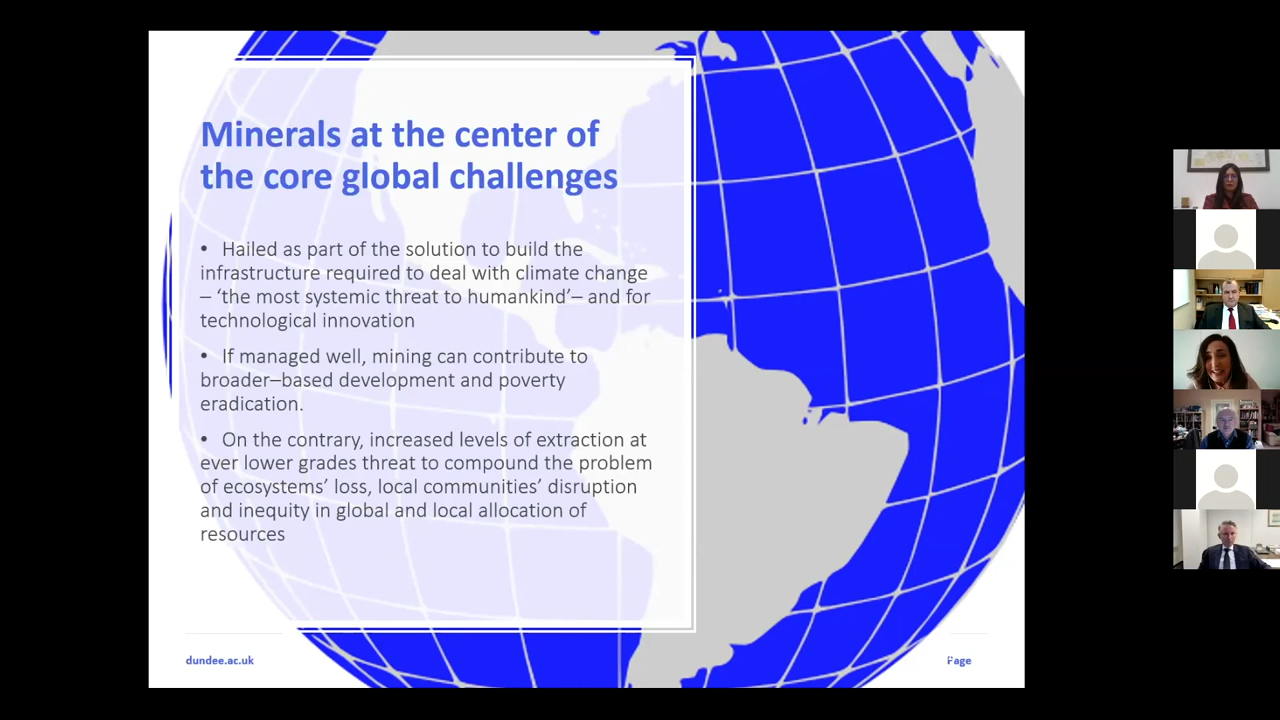 Minerals at the center of
the core global challenges
• Hailed as part of the solution to build the
infrastructure required to deal with climate change
– ‘the most systemic threat to humankind’– and for
technological innovation
• If managed well, mining can contribute to
broader–based development and poverty
eradication.
• On the contrary, increased levels of extraction at
ever lower grades threat to compound the problem
of ecosystems’ loss, local communities’ disruption
and inequity in global and local allocation of
resources
dundee.ac.uk
Page